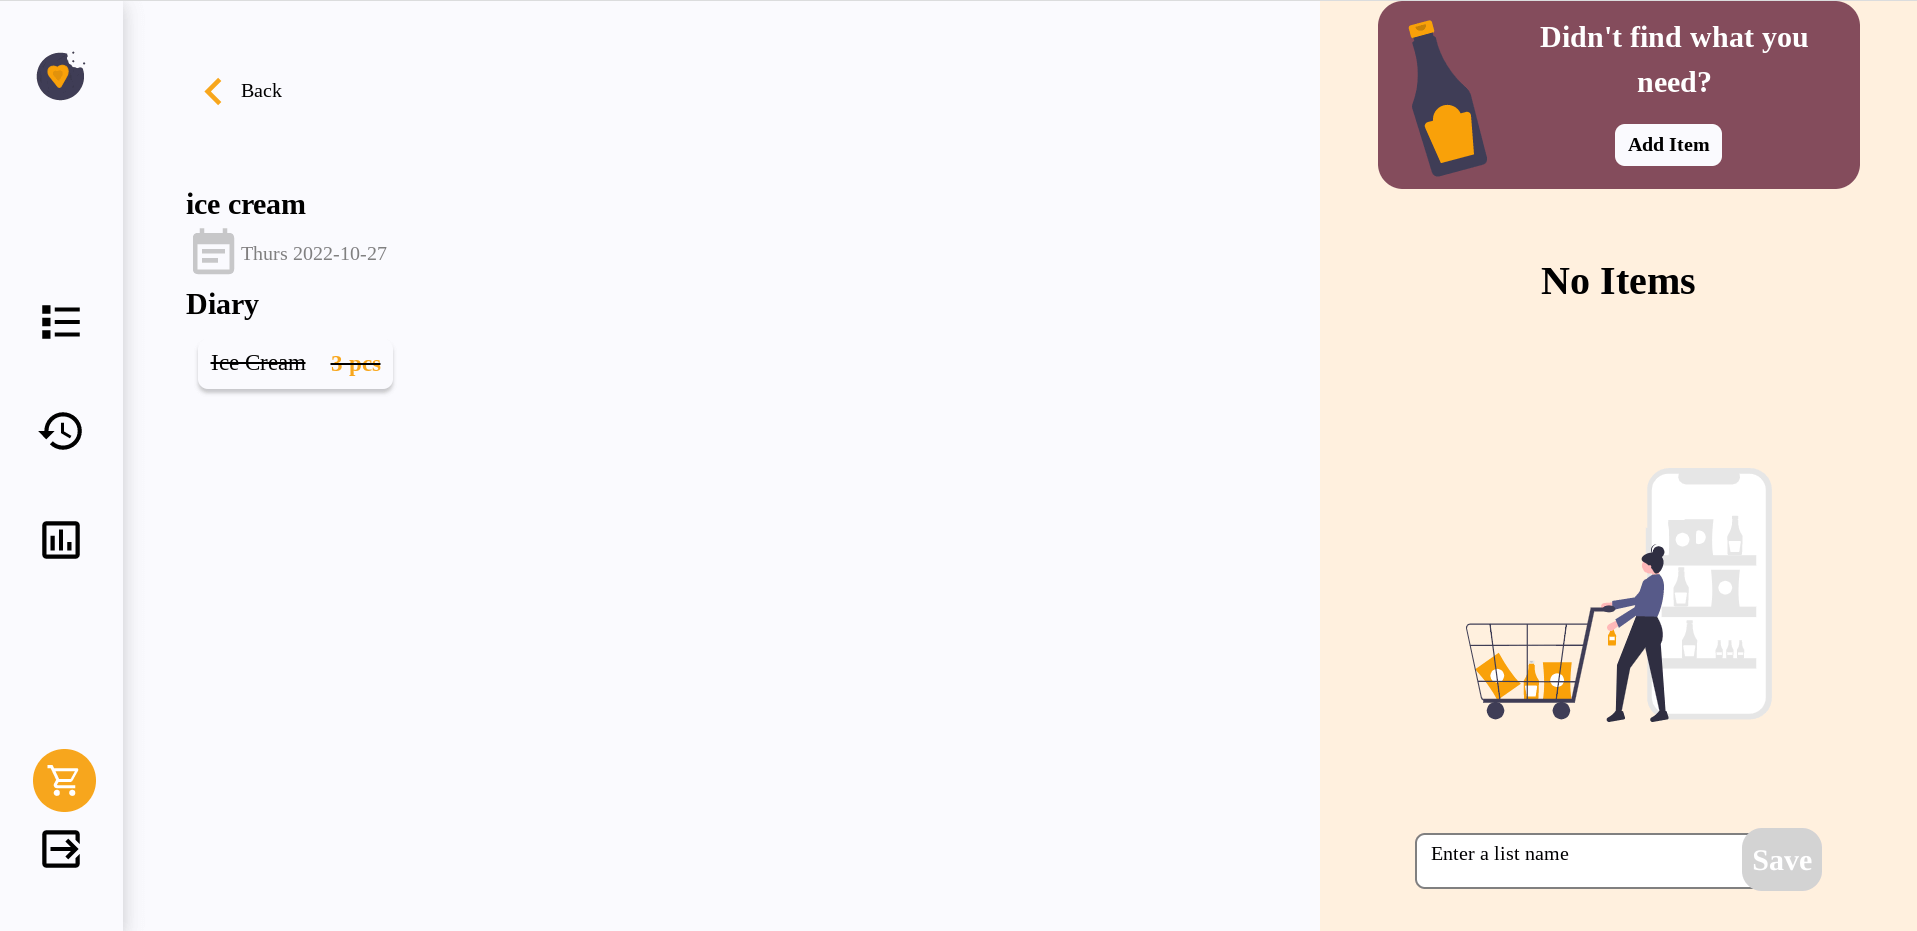 Back
ice cream
Thurs 2022-10-27
Diary
Ice Cream 3 pcs
Didn't find what you
need?
Add Item
No Items
Enter a list name
Save